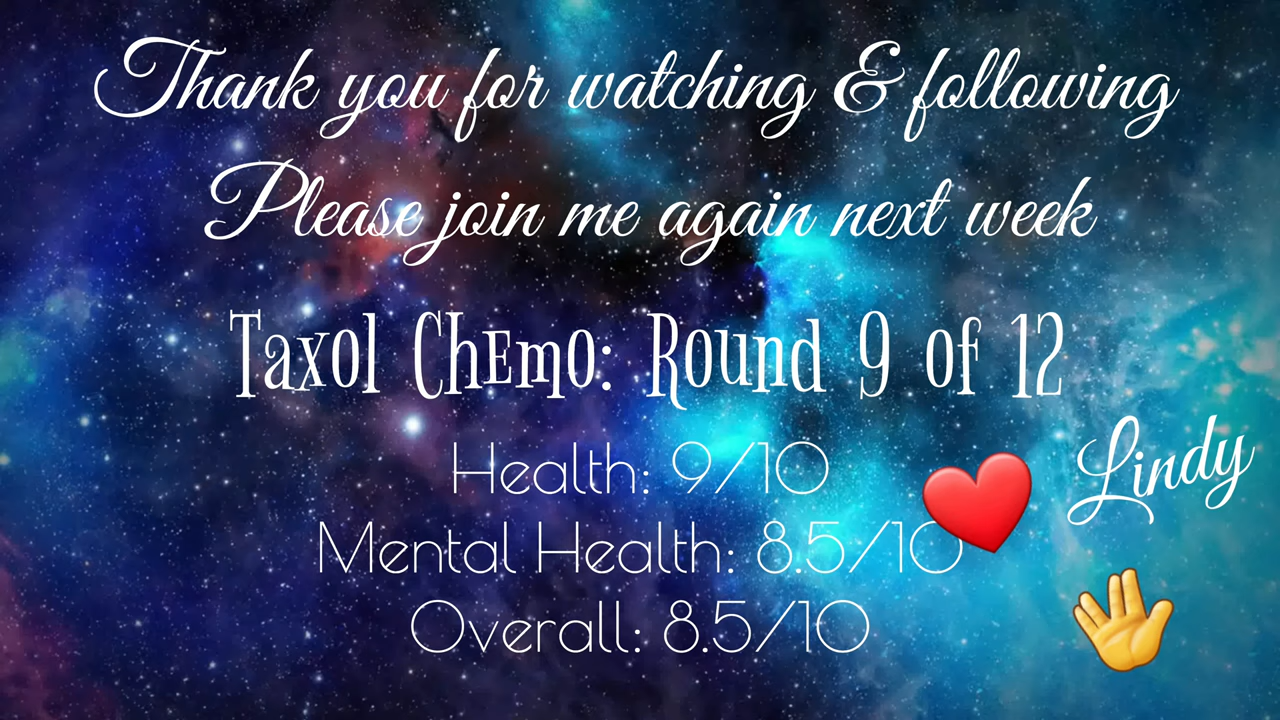 Thank you for watching & following
Please join me again next week
Taxol ChEmo: Round 9 of 12
Health: 9/10
Lindy
Mental Health: 8.5/10
Overall: 8.5/10